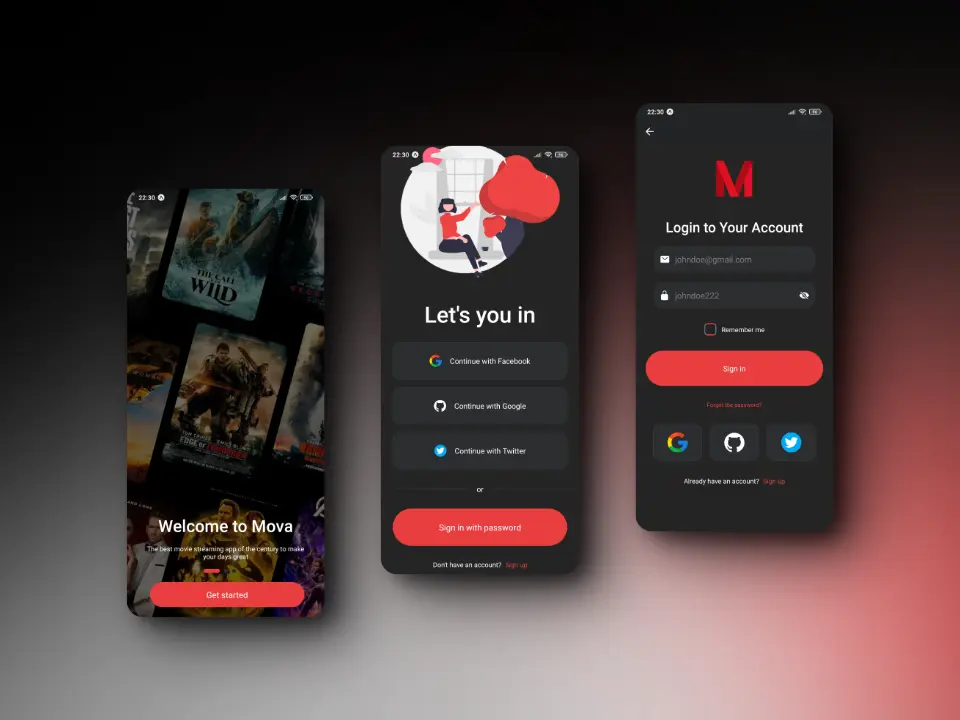 22:30
THE CALL
OF THE
WILD
TOM CRUISE EMILY BLUNT
EDGE OF TOMORROW
Welcome to Mova
The best movie streaming app of the century to make
your days great
Get started
22:30
Let's you in
Continue with Facebook
Continue with Google
Continue with Twitter
or
Sign in with password
Don't have an account? Sign up
22:30
M
Login to Your Account
johndoe@gmail.com
johndoe222
Remember me
Sign in
Forgot the password?
Already have an account? Sign up